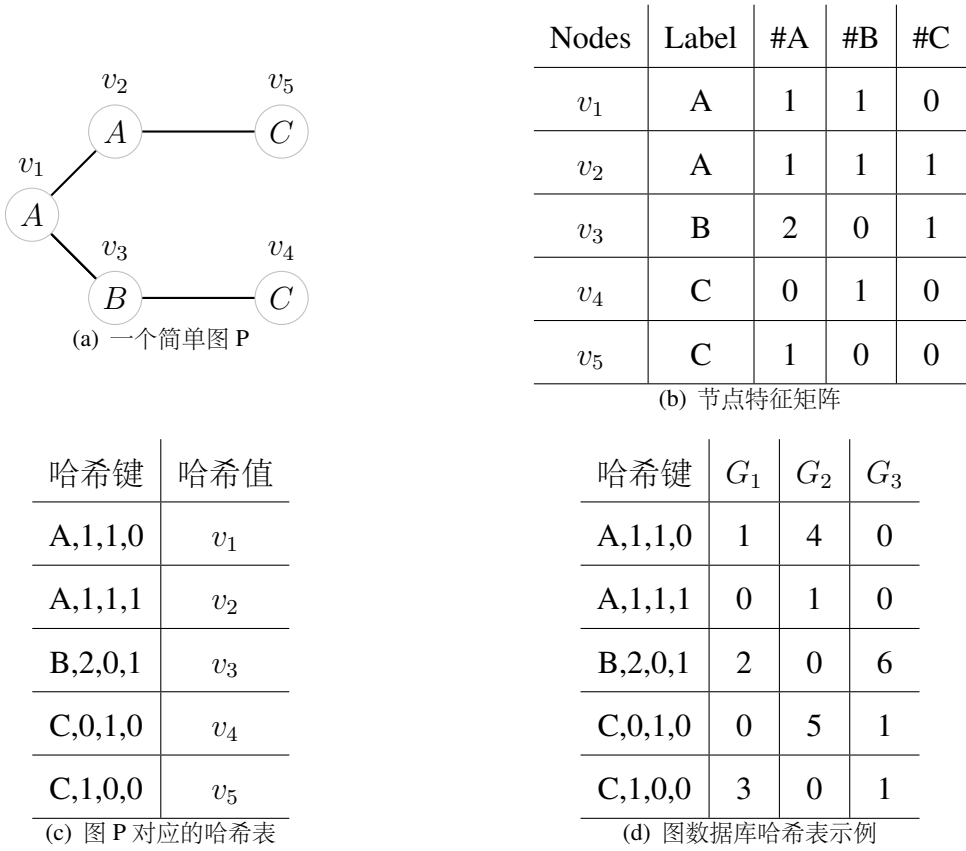 v₂ v₅
A C
v₁
A
v₃ v₄
B C
(a) 一个简单图 P
Nodes Label #A #B #C
v₁ A 1 1 0
v₂ A 1 1 1
v₃ B 2 0 1
v₄ C 0 1 0
v₅ C 1 0 0
(b) 节点特征矩阵
哈希键 哈希值
A,1,1,0 v₁
A,1,1,1 v₂
B,2,0,1 v₃
C,0,1,0 v₄
C,1,0,0 v₅
(c) 图 P 对应的哈希表
哈希键 G₁ G₂ G₃
A,1,1,0 1 4 0
A,1,1,1 0 1 0
B,2,0,1 2 0 6
C,0,1,0 0 5 1
C,1,0,0 3 0 1
(d) 图数据库哈希表示例